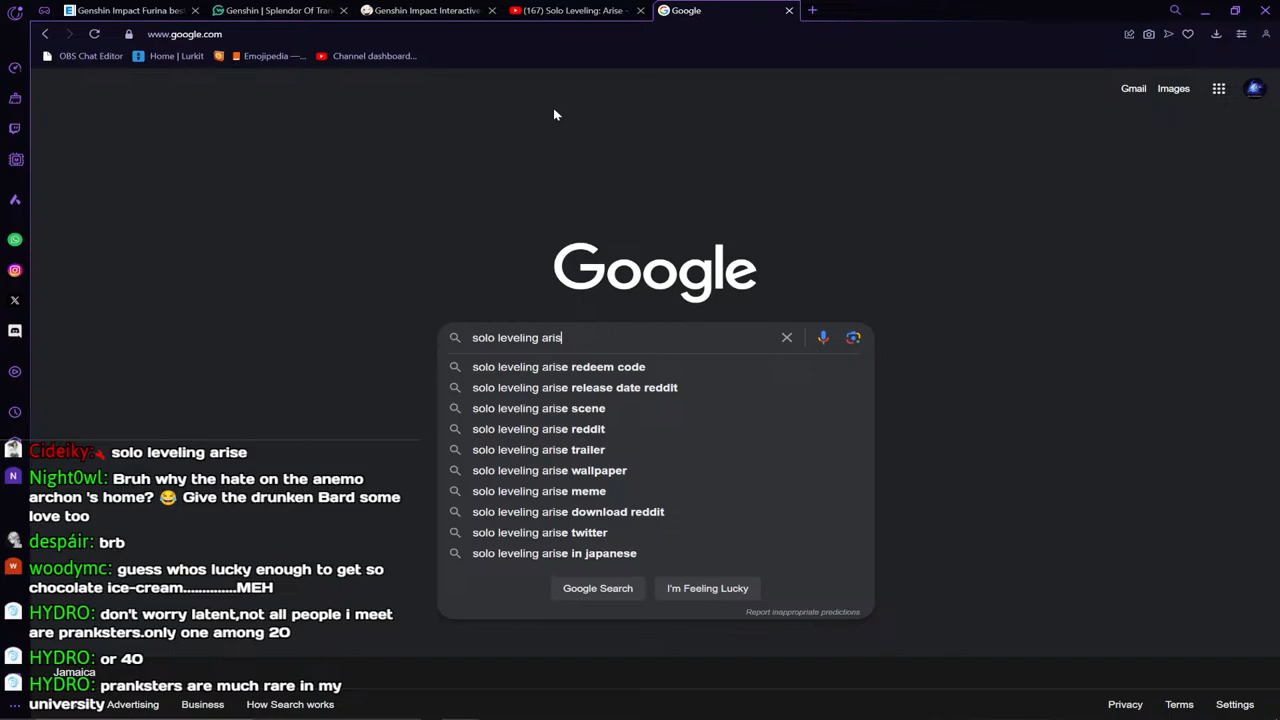 Genshin Impact Furina best
Genshin | Splendor Of Tran
Genshin Impact Interactive
(167) Solo Leveling: Arise -
Google
www.google.com
OBS Chat Editor
Home | Lurkit
Emojipedia —...
Channel dashboard...
Gmail
Images
Google
solo leveling aris
solo leveling arise redeem code
solo leveling arise release date reddit
solo leveling arise scene
solo leveling arise reddit
solo leveling arise trailer
solo leveling arise wallpaper
solo leveling arise meme
solo leveling arise download reddit
solo leveling arise twitter
solo leveling arise in japanese
Google Search
I'm Feeling Lucky
Report inappropriate predictions
Cideiky: solo leveling arise
Night0wl: Bruh why the hate on the anemo
archon 's home? 😂 Give the drunken Bard some
love too
despáir: brb
woodymc: guess whos lucky enough to get so
chocolate ice-cream..............MEH
HYDRO: don't worry latent,not all people i meet
are pranksters.only one among 20
HYDRO: or 40
Jamaica
HYDRO: pranksters are much rare in my
university
Advertising
Business
How Search works
Privacy
Terms
Settings